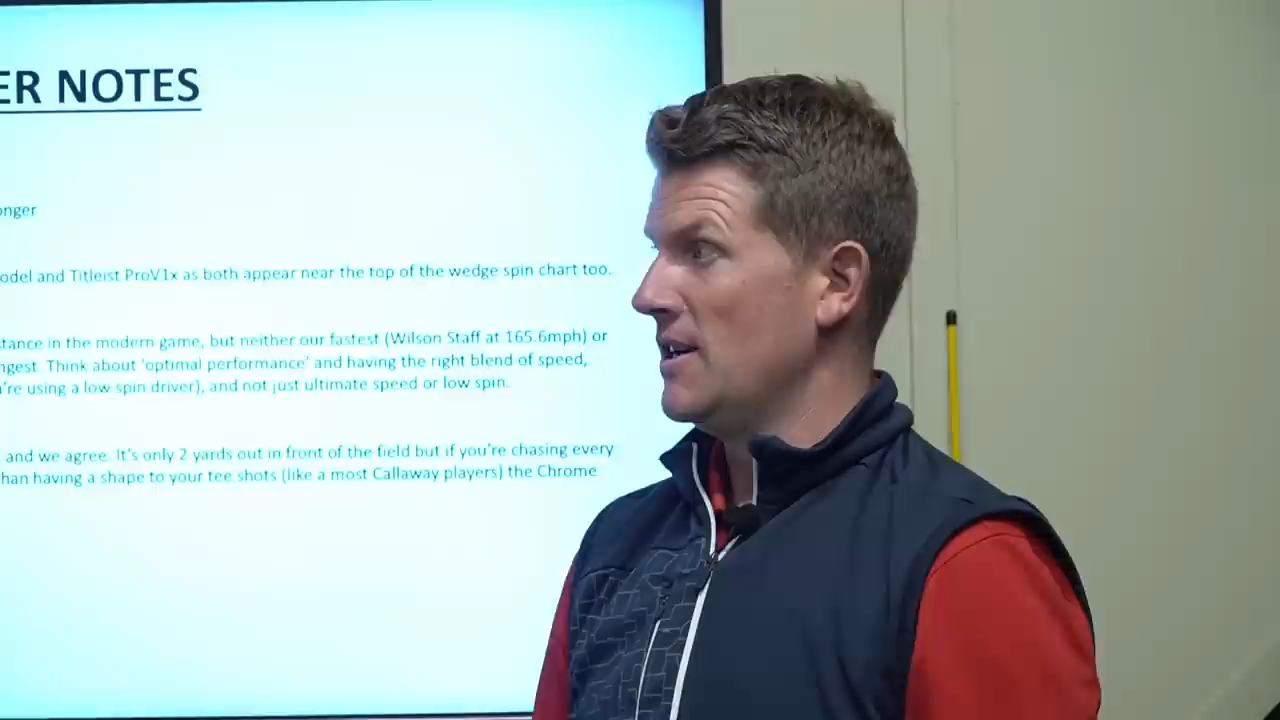 ER NOTES
onger
odel and Titleist ProV1x as both appear near the top of the wedge spin chart too.
tance in the modern game, but neither our fastest (Wilson Staff at 165.6mph) or
ngest. Think about 'optimal performance' and having the right blend of speed,
u're using a low spin driver), and not just ultimate speed or low spin.
and we agree. It's only 2 yards out in front of the field but if you're chasing every
han having a shape to your tee shots (like a most Callaway players) the Chrome